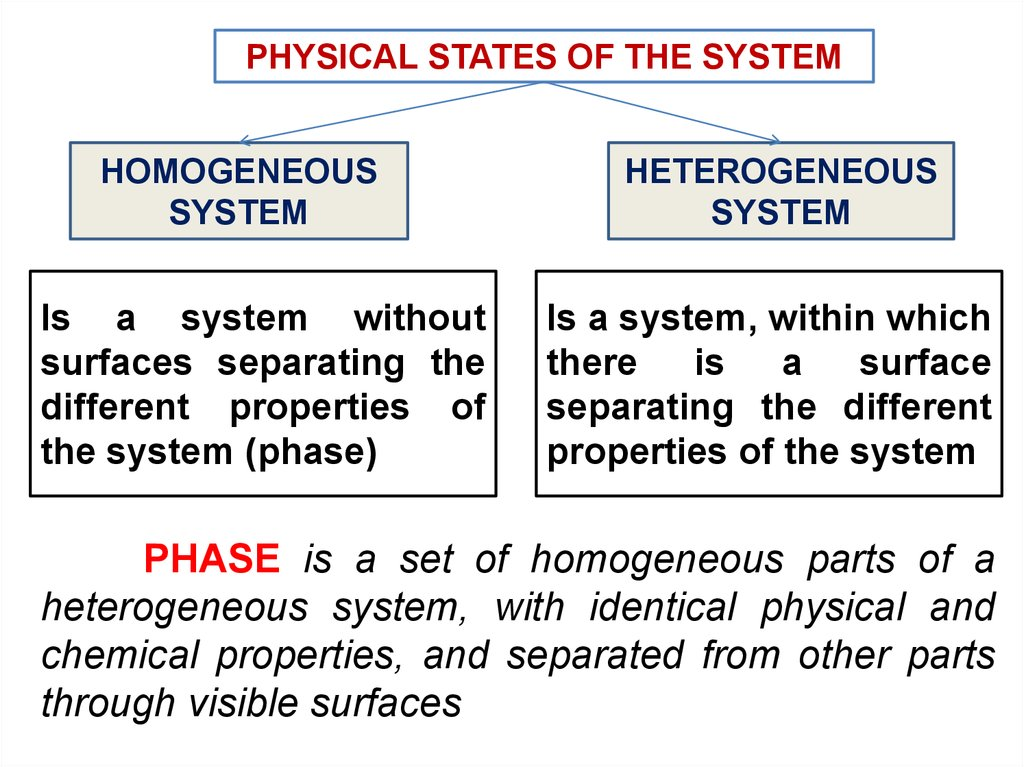 PHYSICAL STATES OF THE SYSTEM
HOMOGENEOUS
SYSTEM
HETEROGENEOUS
SYSTEM
Is a system without
surfaces separating the
different properties of
the system (phase)
Is a system, within which
there is a surface
separating the different
properties of the system
PHASE is a set of homogeneous parts of a
heterogeneous system, with identical physical and
chemical properties, and separated from other parts
through visible surfaces